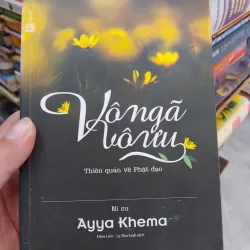 Vô ngã
vô ưu
Thiền quán về Phật đạo
Ni sư
Ayya Khema